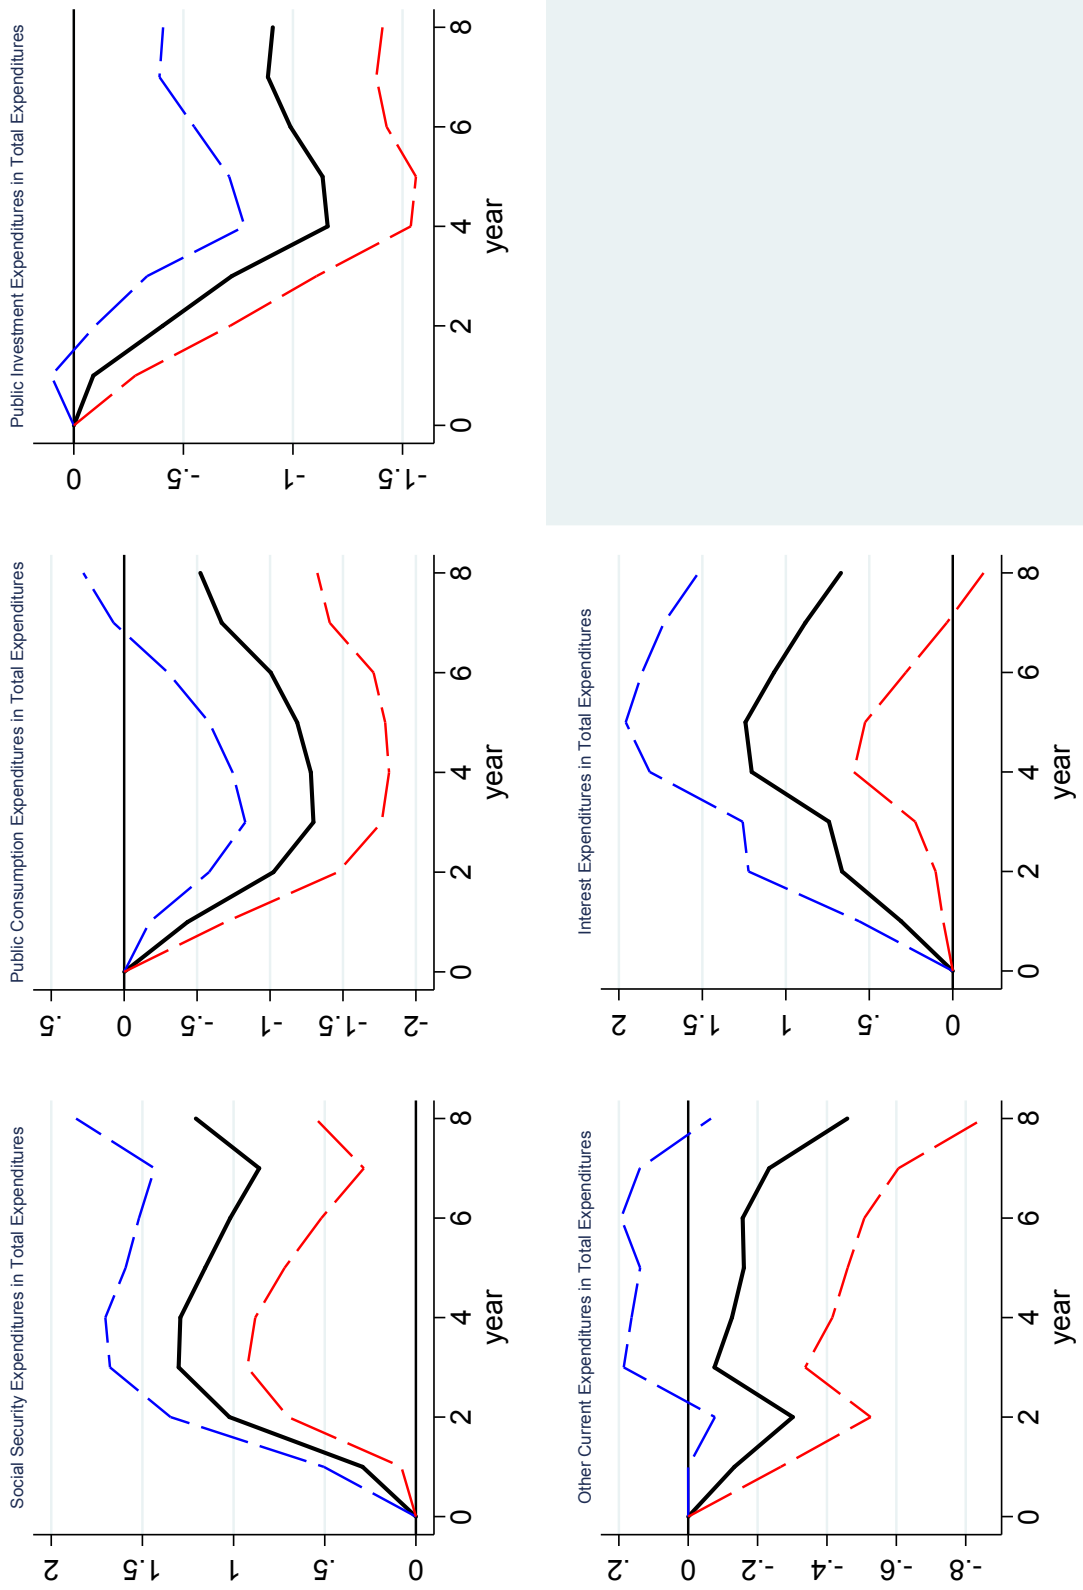 Social Security Expenditures in Total Expenditures
2
1.5
1
.5
0
0 2 4 6 8
year
Public Consumption Expenditures in Total Expenditures
.5
0
-.5
-1
-1.5
-2
0 2 4 6 8
year
Public Investment Expenditures in Total Expenditures
0
-.5
-1
-1.5
0 2 4 6 8
year
Other Current Expenditures in Total Expenditures
.2
0
-.2
-.4
-.6
-.8
0 2 4 6 8
year
Interest Expenditures in Total Expenditures
2
1.5
1
.5
0
0 2 4 6 8
year